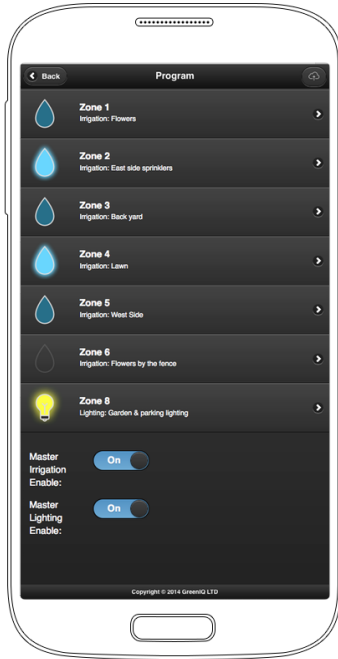 Back
Program
Zone 1
Irrigation: Flowers
Zone 2
Irrigation: East side sprinklers
Zone 3
Irrigation: Back yard
Zone 4
Irrigation: Lawn
Zone 5
Irrigation: West Side
Zone 6
Irrigation: Flowers by the fence
Zone 8
Lighting: Garden & parking lighting
Master
Irrigation
Enable:
On
Master
Lighting
Enable:
On
Copyright © 2014 GreenIQ LTD